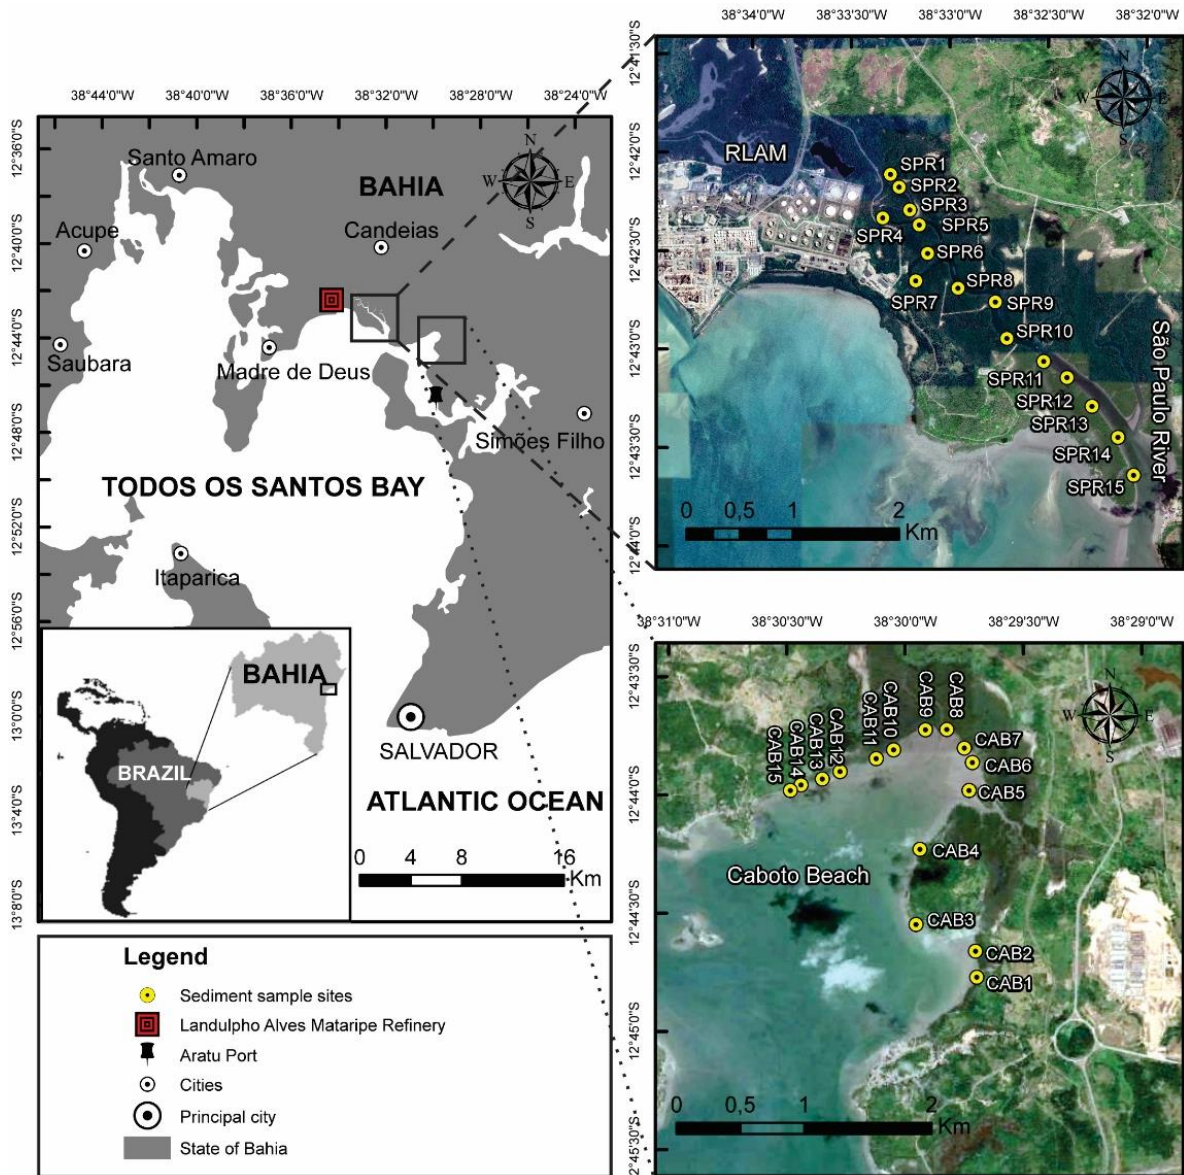 38°44'0"W 38°40'0"W 38°36'0"W 38°32'0"W 38°28'0"W 38°24'0"W
12°36'0"S
12°40'0"S
12°44'0"S
12°48'0"S
12°52'0"S
12°56'0"S
13°0'0"S
13°4'0"S
13°8'0"S
N
W E
S
Santo Amaro
BAHIA
Acupe
Candeias
Saubara
Madre de Deus
Simões Filho
TODOS OS SANTOS BAY
Itaparica
SALVADOR
ATLANTIC OCEAN
0 4 8 16
Km
BAHIA
BRAZIL
Legend
Sediment sample sites
Landulpho Alves Mataripe Refinery
Aratu Port
Cities
Principal city
State of Bahia
38°34'0"W 38°33'30"W 38°33'0"W 38°32'30"W 38°32'0"W
12°41'30"S
12°42'0"S
12°42'30"S
12°43'0"S
12°43'30"S
12°44'0"S
N
W E
S
RLAM
SPR1
SPR2
SPR3
SPR4
SPR5
SPR6
SPR7
SPR8
SPR9
SPR10
SPR11
SPR12
SPR13
SPR14
SPR15
São Paulo River
0 0,5 1 2
Km
38°31'0"W 38°30'30"W 38°30'0"W 38°29'30"W 38°29'0"W
12°43'30"S
12°44'0"S
12°44'30"S
12°45'0"S
12°45'30"S
N
W E
S
CAB15
CAB14
CAB13
CAB12
CAB11
CAB10
CAB9
CAB8
CAB7
CAB6
CAB5
CAB4
Caboto Beach
CAB3
CAB2
CAB1
0 0,5 1 2
Km